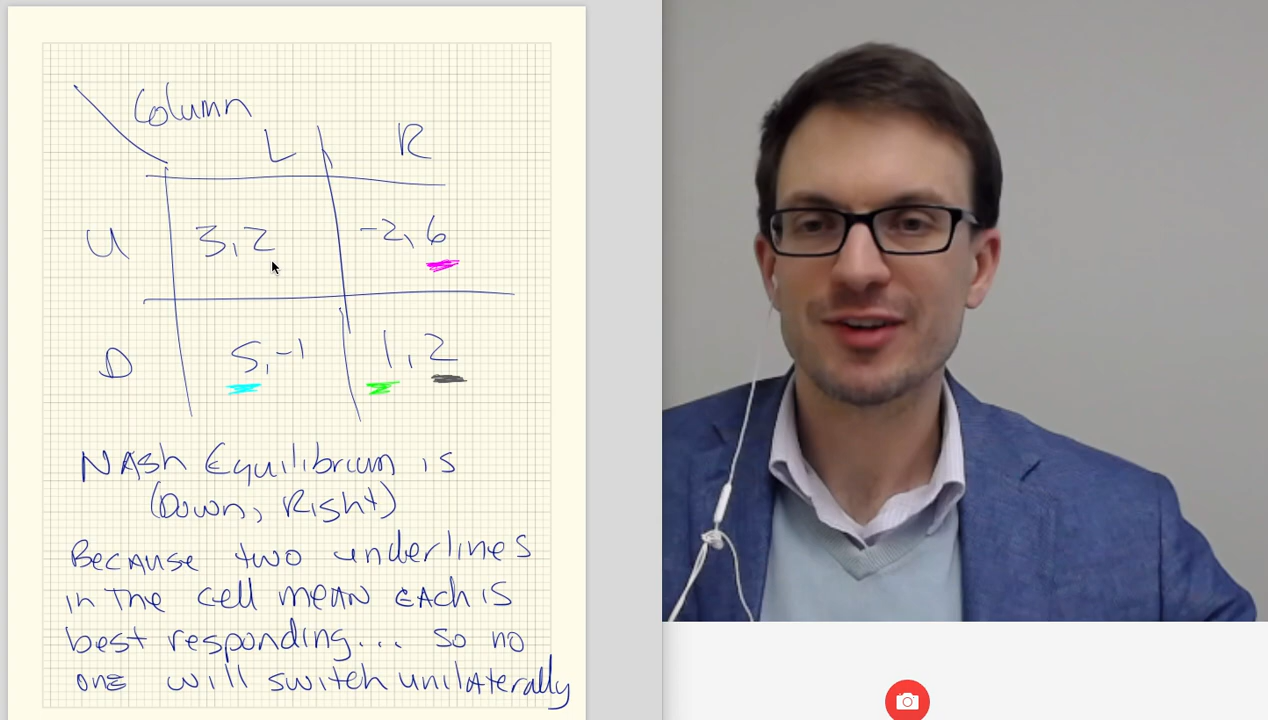 Column
L R
U 3,2 -2,6
D 5,-1 1,2
NAsh Equilibrium is
(Down, Right)
Because two underlines
in The cell meAN EAch is
best responding... so no
one will switch unilAterally